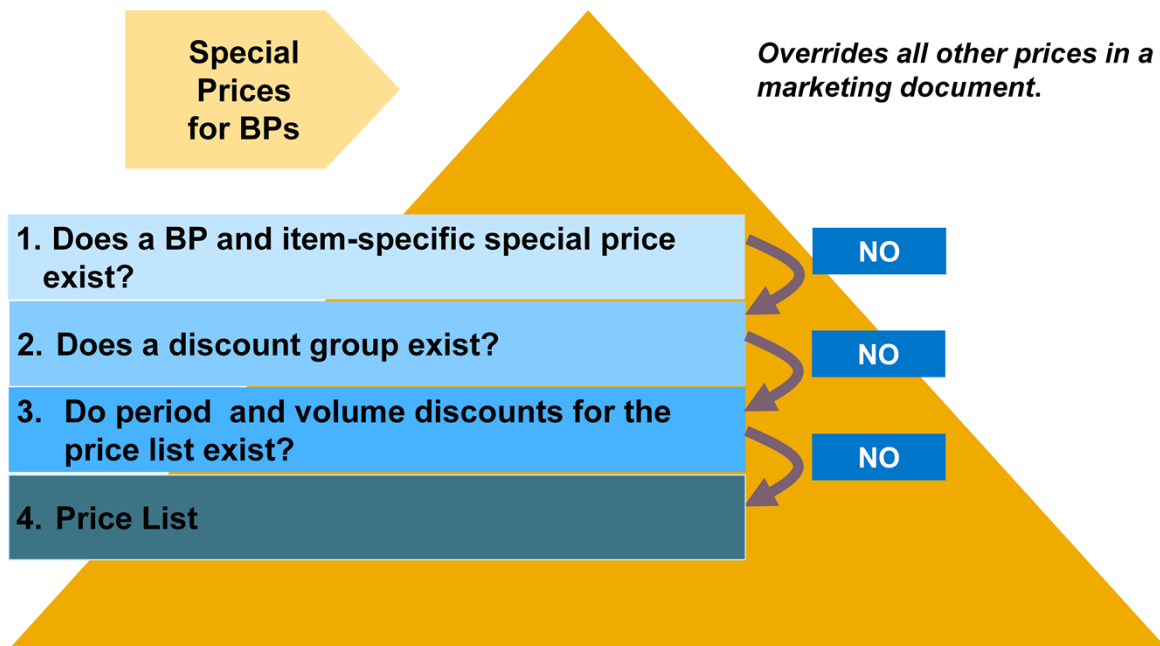 Special
Prices
for BPs
Overrides all other prices in a
marketing document.
1. Does a BP and item-specific special price
exist?
NO
2. Does a discount group exist?
NO
3. Do period and volume discounts for the
price list exist?
NO
4. Price List